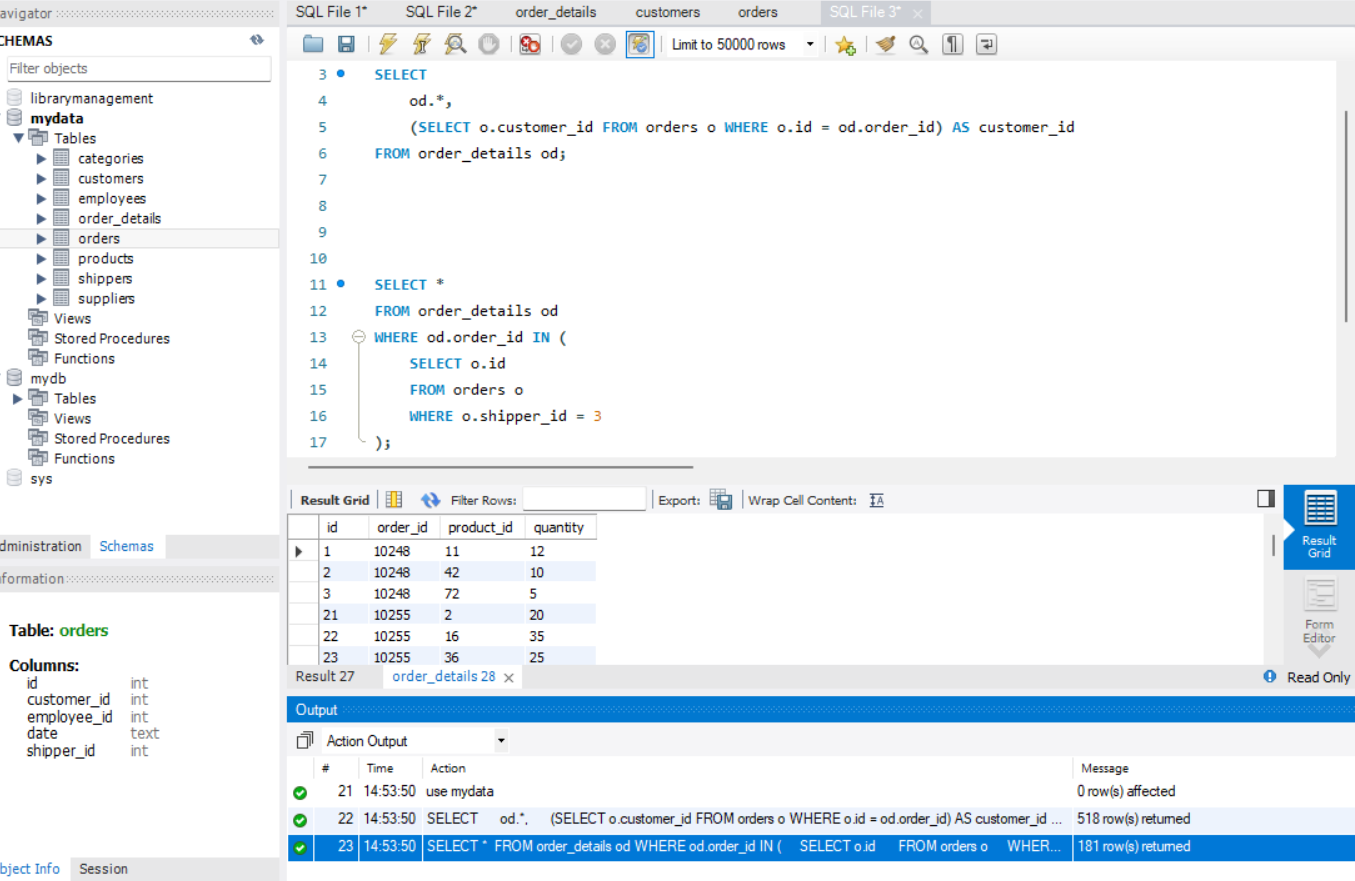 avigator
SQL File 1* SQL File 2* order_details customers orders SQL File 3*
CHEMAS
Limit to 50000 rows
Filter objects
librarymanagement
mydata
Tables
categories
customers
employees
order_details
orders
products
shippers
suppliers
Views
Stored Procedures
Functions
mydb
Tables
Views
Stored Procedures
Functions
sys
dministration Schemas
nformation
Table: orders
Columns:
id int
customer_id int
employee_id int
date text
shipper_id int
bject Info Session
3 SELECT
4 od.*,
5 (SELECT o.customer_id FROM orders o WHERE o.id = od.order_id) AS customer_id
6 FROM order_details od;
7
8
9
10
11 SELECT *
12 FROM order_details od
13 WHERE od.order_id IN (
14 SELECT o.id
15 FROM orders o
16 WHERE o.shipper_id = 3
17 );
Result Grid Filter Rows: Export: Wrap Cell Content: IA
id order_id product_id quantity
1 10248 11 12
2 10248 42 10
3 10248 72 5
21 10255 2 20
22 10255 16 35
23 10255 36 25
Result Grid
Form Editor
Result 27 order_details 28 Read Only
Output
Action Output
# Time Action Message
21 14:53:50 use mydata 0 row(s) affected
22 14:53:50 SELECT od.*, (SELECT o.customer_id FROM orders o WHERE o.id = od.order_id) AS customer_id ... 518 row(s) returned
23 14:53:50 SELECT * FROM order_details od WHERE od.order_id IN ( SELECT o.id FROM orders o WHER... 181 row(s) returned